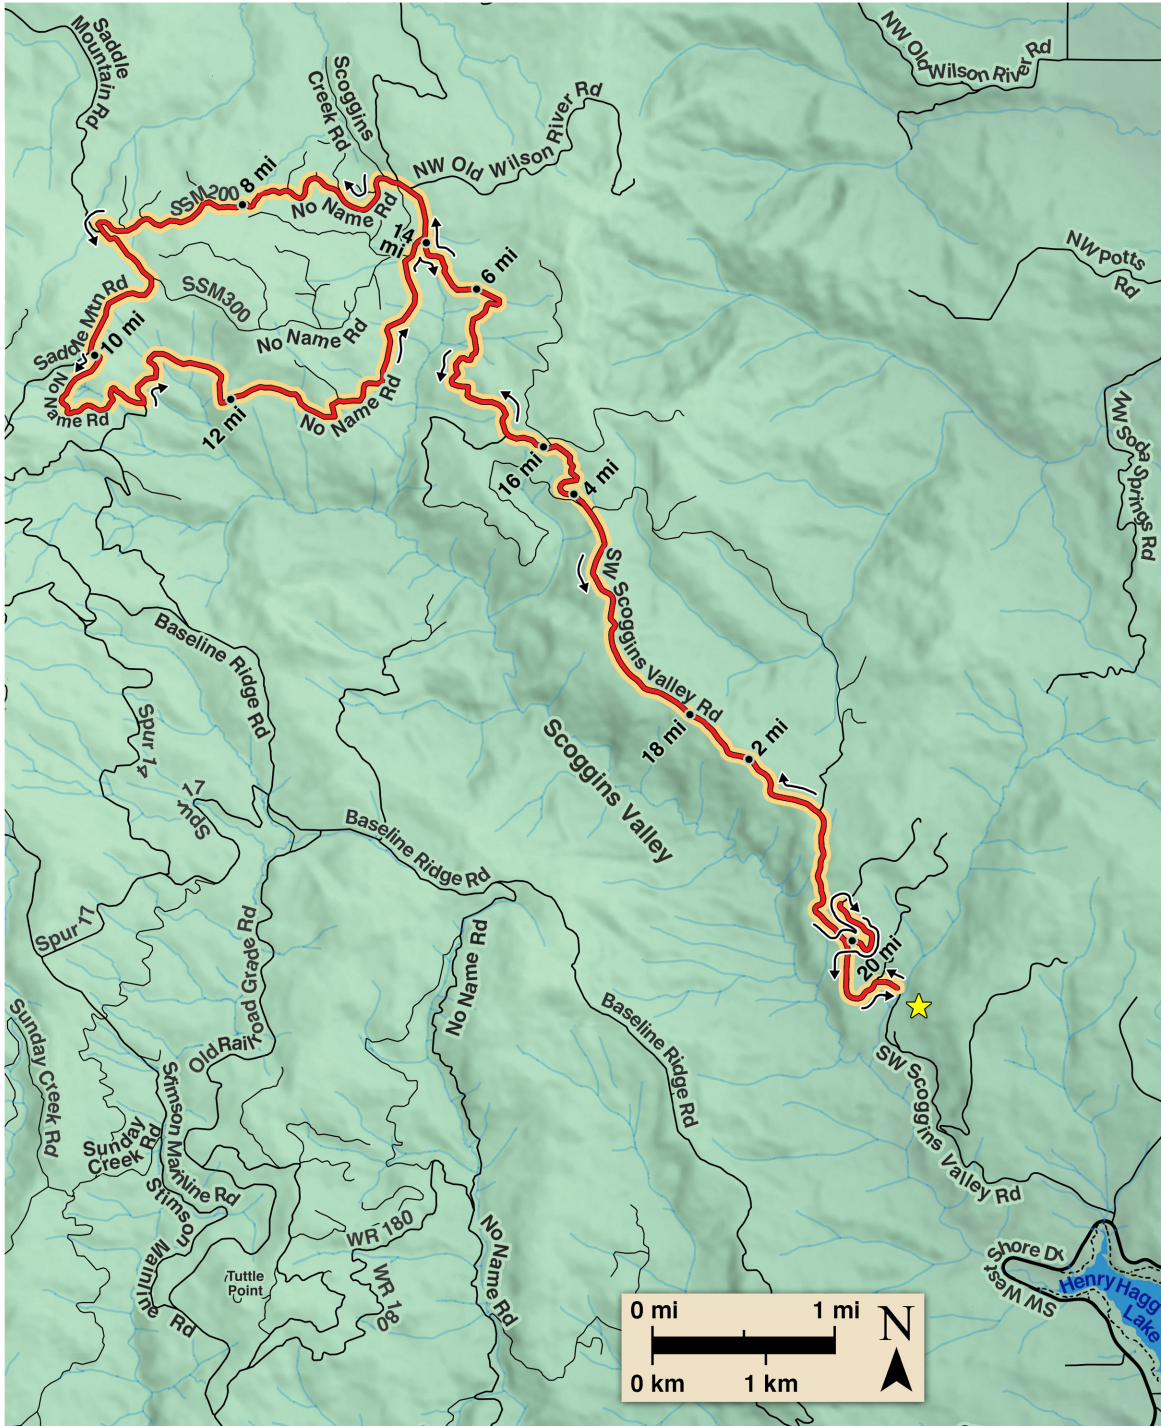 Saddle
Mountain Rd
Scoggins
Creek Rd
NW Old Wilson River Rd
NW Old
Wilson River Rd
SSM200
8 mi
No Name Rd
14
mi
6 mi
NW Potts
Rd
SSM300
No Name Rd
Saddle Mtn Rd
10 mi
No
Name Rd
12 mi
No Name Rd
NW Soda Springs Rd
16 mi
4 mi
SW Scoggins Valley Rd
Baseline Ridge Rd
Spur 14
18 mi
2 mi
Scoggins Valley
17
spu
Baseline Ridge Rd
Spur 17
Old Railroad Grade Rd
No Name Rd
20 mi
Baseline Ridge Rd
Sunday Creek Rd
SW Scoggins Valley Rd
Stimson Mainline Rd
Sunday
Creek Rd
Stimson
Mainline Rd
WR 180
WR 180
No Name Rd
Tuttle
Point
Shore Dr
SW West
Henry Hagg
Lake
0 mi
1 mi
N
0 km
1 km